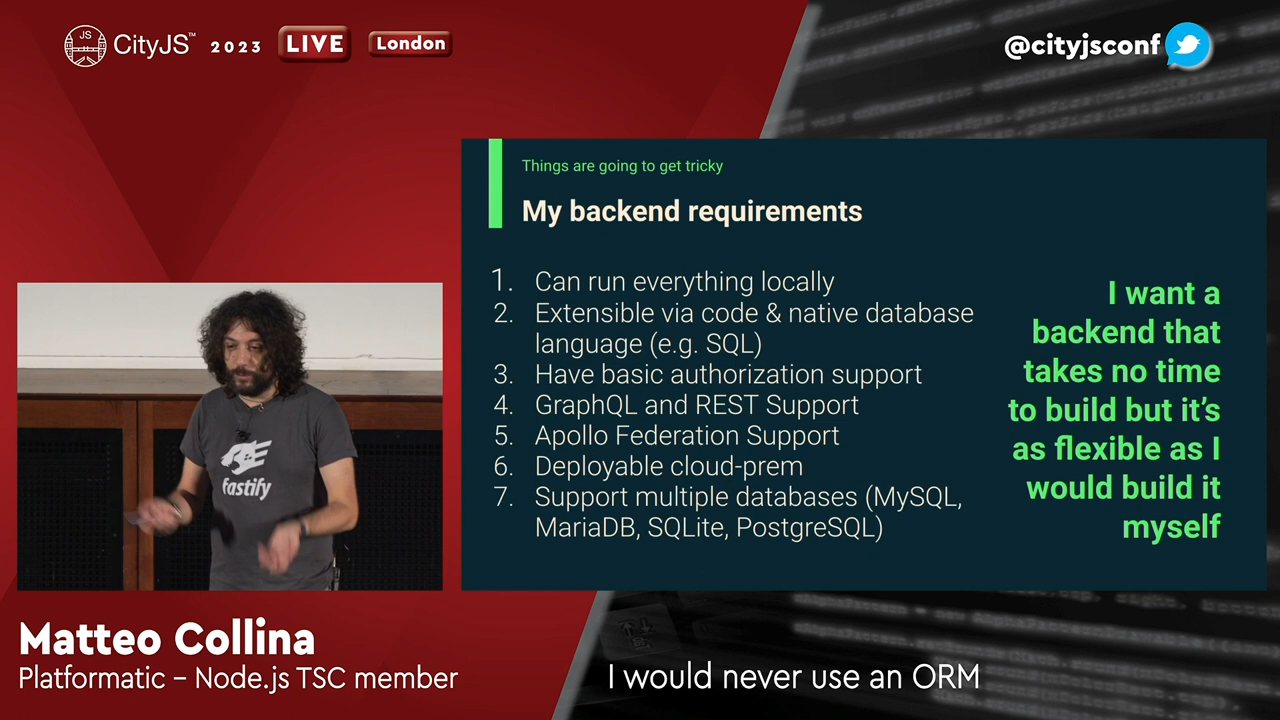 JS
CityJS™ 2023 LIVE London
@cityjsconf
Things are going to get tricky
My backend requirements
1. Can run everything locally
2. Extensible via code & native database
language (e.g. SQL)
3. Have basic authorization support
4. GraphQL and REST Support
5. Apollo Federation Support
6. Deployable cloud-prem
7. Support multiple databases (MySQL,
MariaDB, SQLite, PostgreSQL)
I want a
backend that
takes no time
to build but it's
as flexible as I
would build it
myself
fastify
Matteo Collina
Platformatic – Node.js TSC member
I would never use an ORM